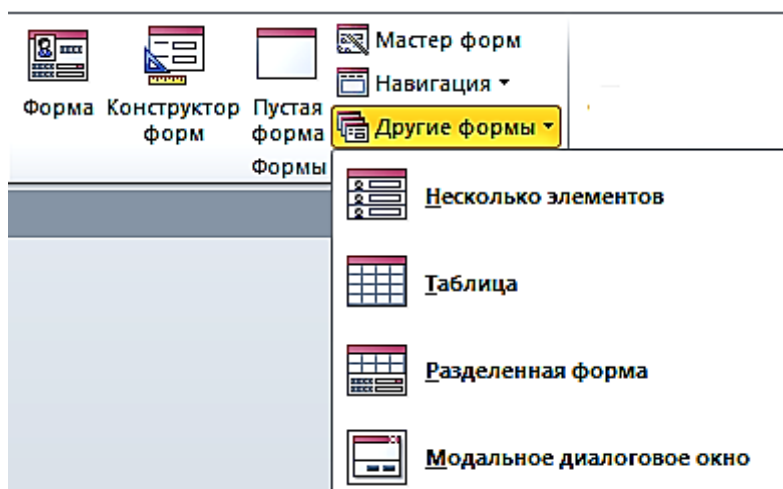 Форма
Конструктор
форм
Пустая
форма
Мастер форм
Навигация
Другие формы
Формы
Несколько элементов
Таблица
Разделенная форма
Модальное диалоговое окно